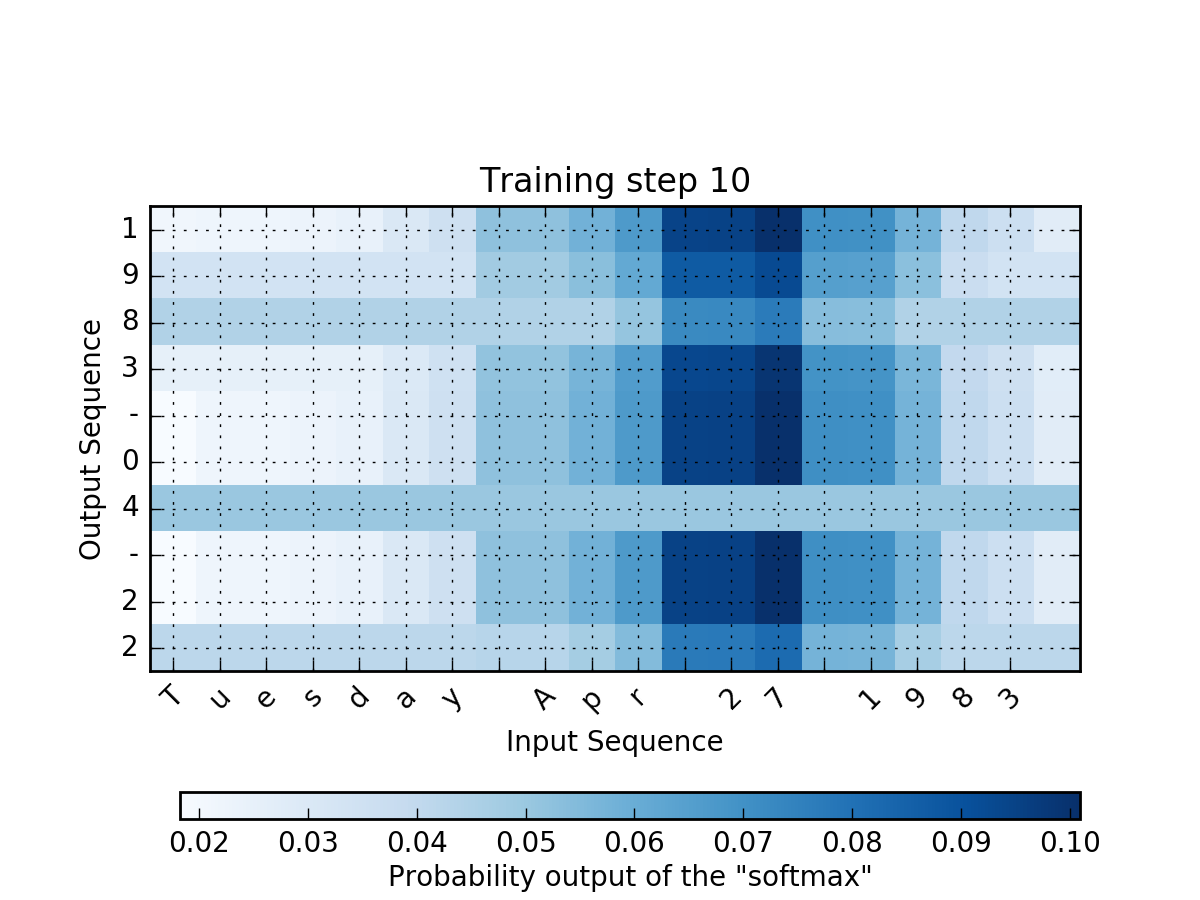 Training step 10
1
9
8
3
-
0
4
-
2
2
Output Sequence
T u e s d a y A p r 2 7 1 9 8 3
Input Sequence
0.02 0.03 0.04 0.05 0.06 0.07 0.08 0.09 0.10
Probability output of the "softmax"